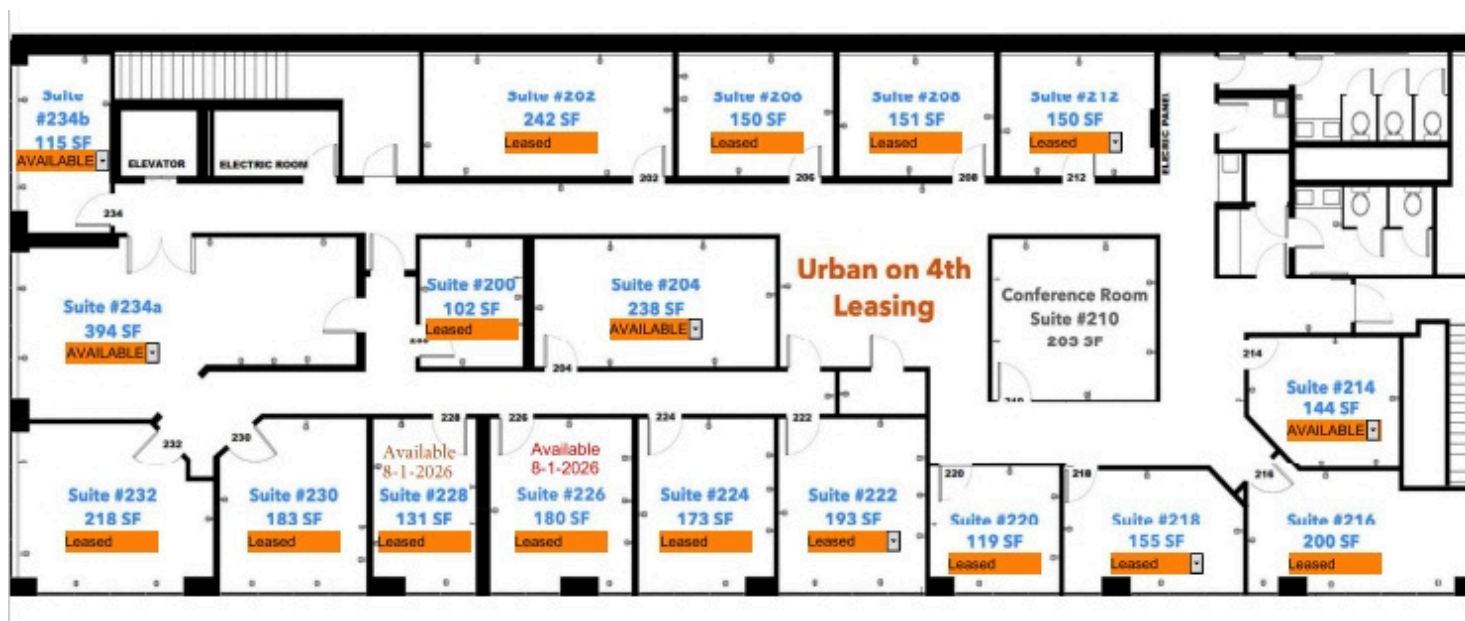 Suite
#234b
115 SF
AVAILABLE
ELEVATOR
ELECTRIC ROOM
Suite #202
242 SF
Leased
202
Suite #206
150 SF
Leased
206
Suite #208
151 SF
Leased
208
Suite #212
150 SF
Leased
212
ELECRIC PANEL
234
Suite #234a
394 SF
AVAILABLE
Suite #200
102 SF
Leased
Suite #204
238 SF
AVAILABLE
204
Urban on 4th
Leasing
Conference Room
Suite #210
203 SF
210
214
Suite #214
144 SF
AVAILABLE
232
Suite #232
218 SF
Leased
230
Suite #230
183 SF
Leased
228
Available
8-1-2026
Suite #228
131 SF
Leased
226
Available
8-1-2026
Suite #226
180 SF
Leased
224
Suite #224
173 SF
Leased
222
Suite #222
193 SF
Leased
220
Suite #220
119 SF
Leased
218
Suite #218
155 SF
Leased
216
Suite #216
200 SF
Leased